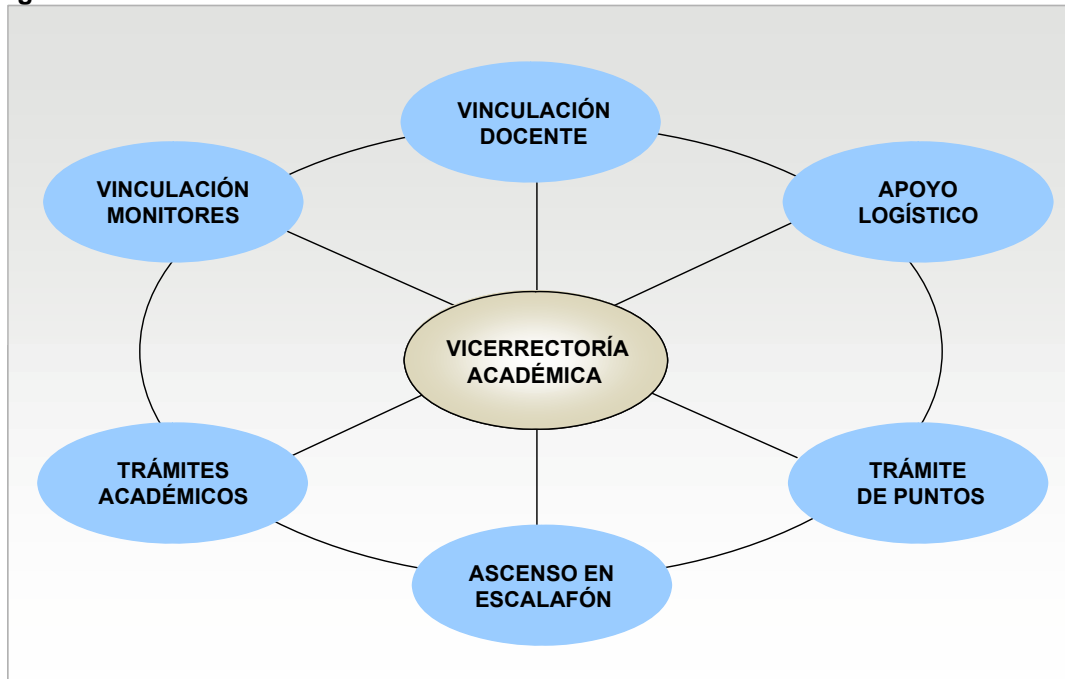 VINCULACIÓN
DOCENTE
VINCULACIÓN
MONITORES
APOYO
LOGÍSTICO
VICERRECTORÍA
ACADÉMICA
TRÁMITES
ACADÉMICOS
TRÁMITE
DE PUNTOS
ASCENSO EN
ESCALAFÓN